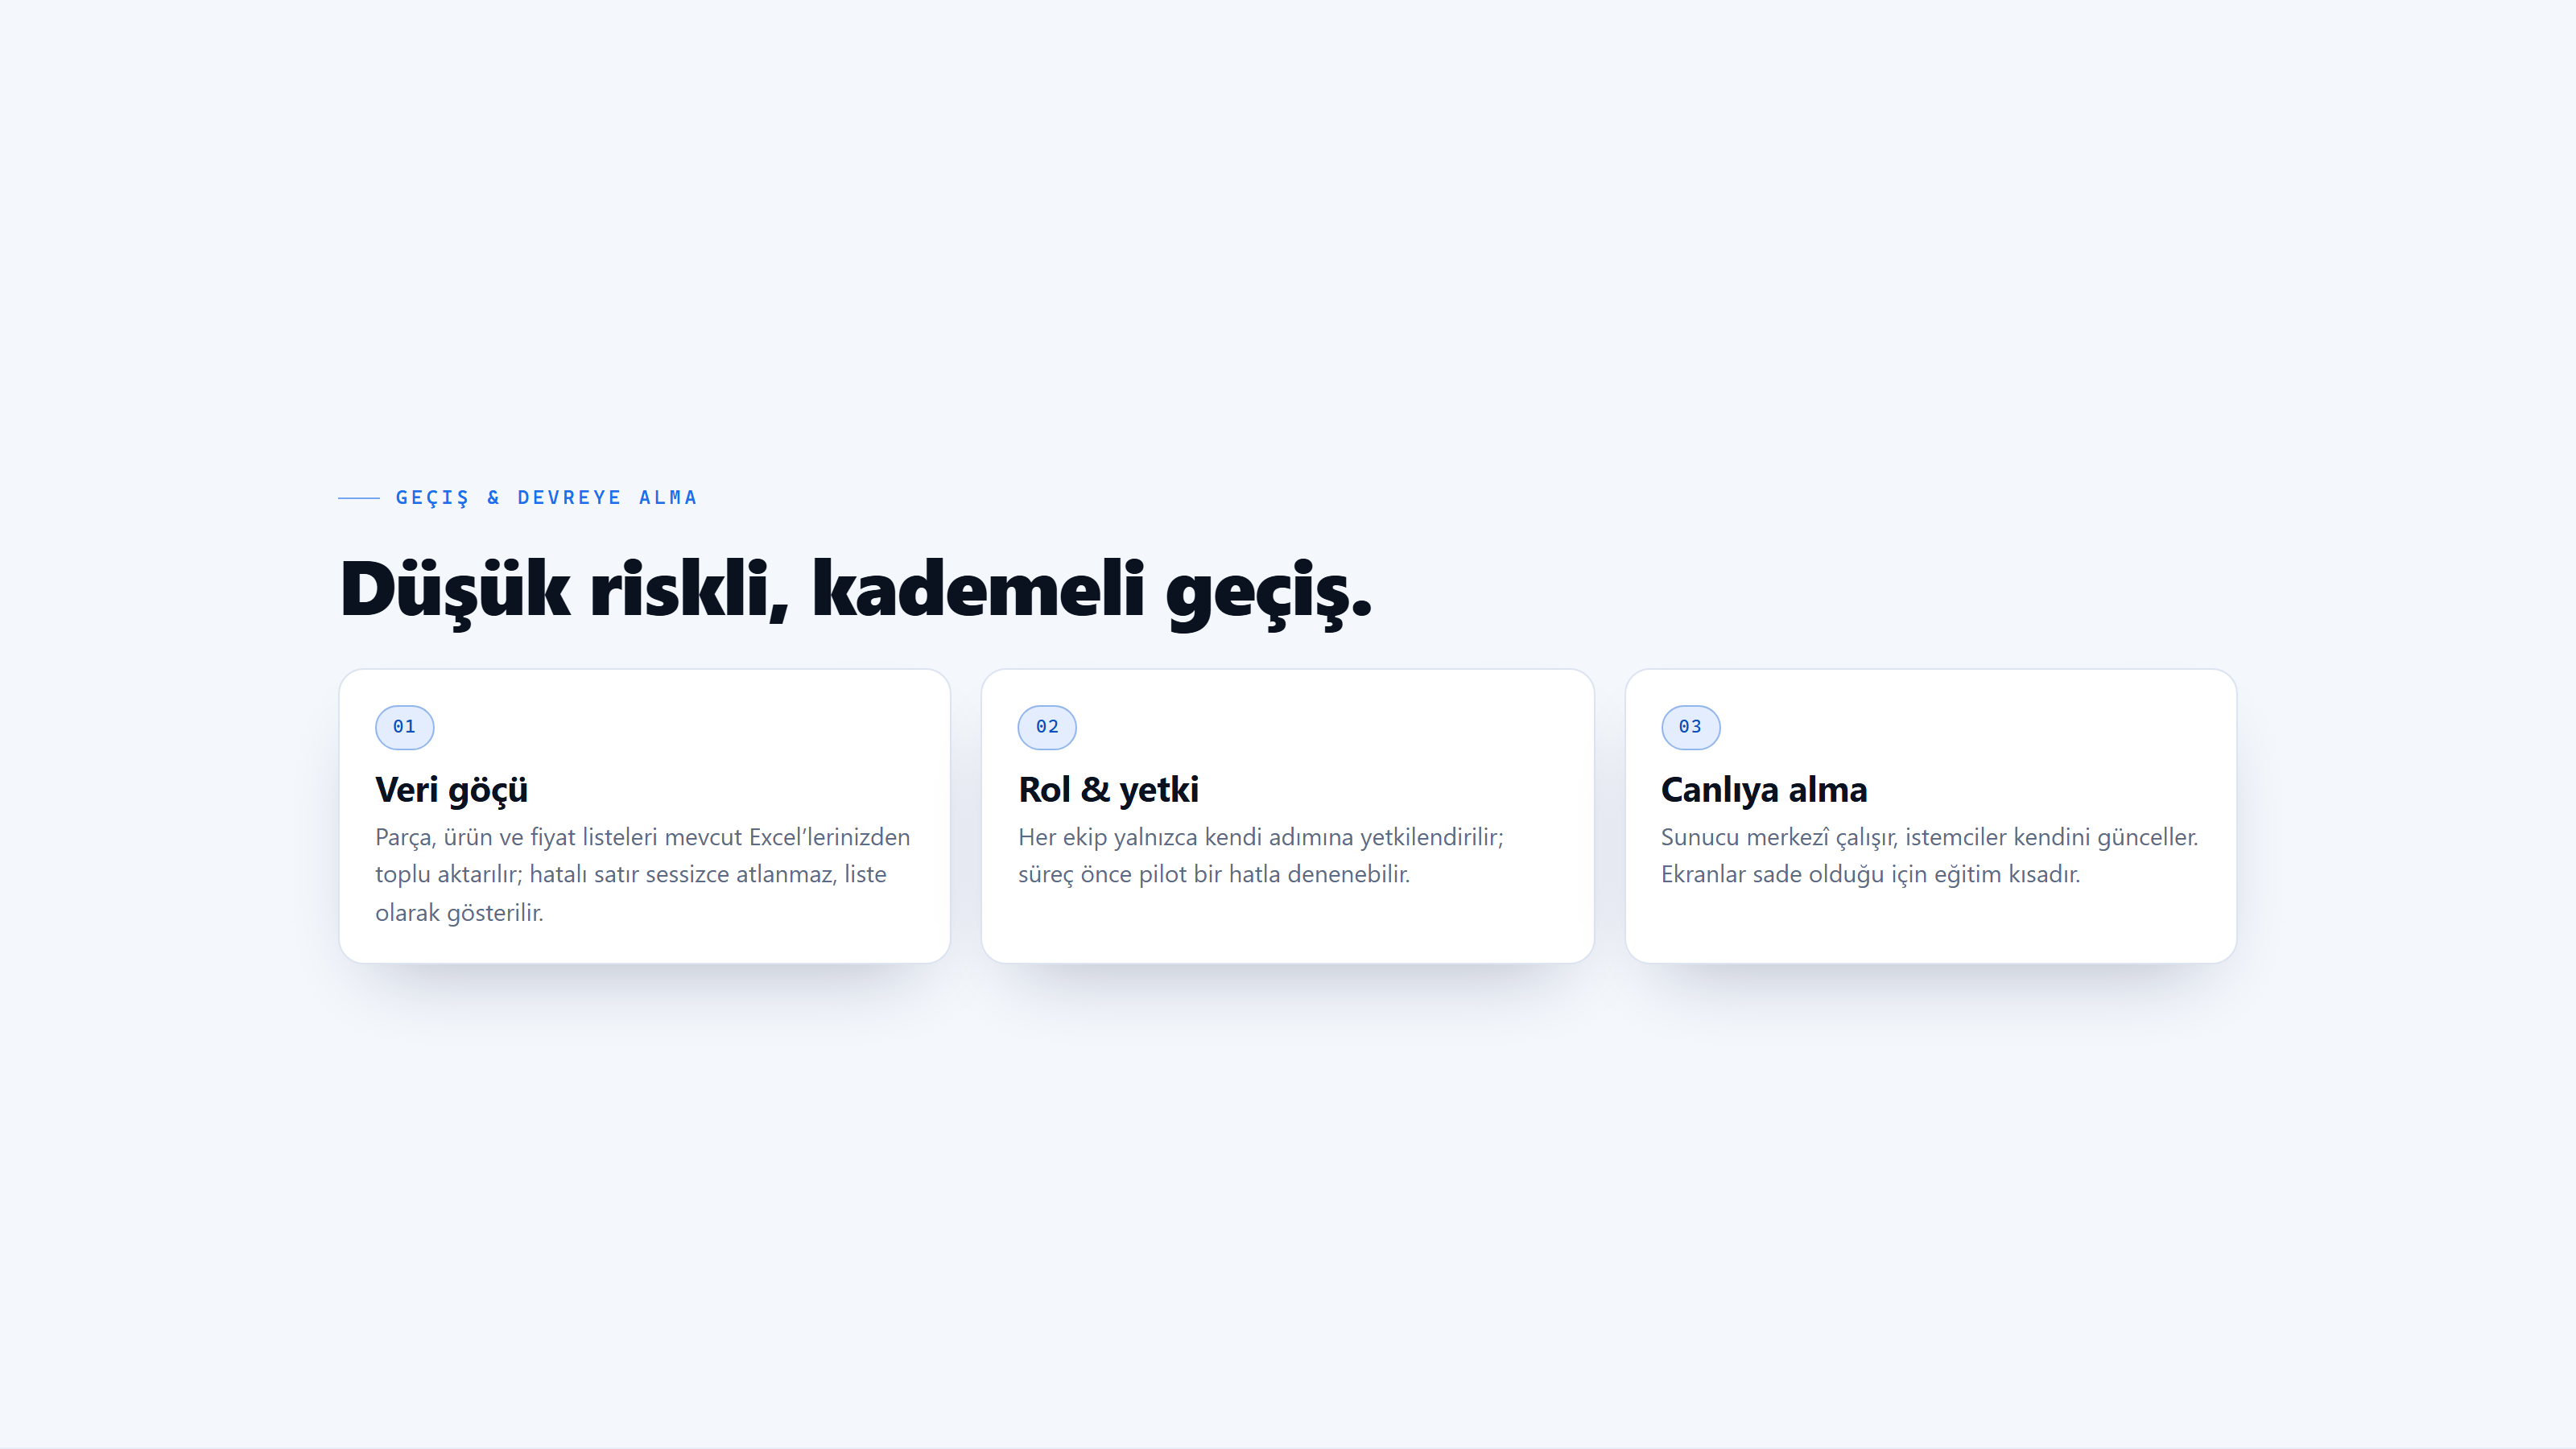 GEÇIŞ & DEVREYE ALMA
Düşük riskli, kademeli geçiş.
01
Veri göçü
Parça, ürün ve fiyat listeleri mevcut Excel’lerinizden
toplu aktarılır; hatalı satır sessizce atlanmaz, liste
olarak gösterilir.
02
Rol & yetki
Her ekip yalnızca kendi adımına yetkilendirilir;
süreç önce pilot bir hatla denenebilir.
03
Canlıya alma
Sunucu merkezî çalışır, istemciler kendini günceller.
Ekranlar sade olduğu için eğitim kısadır.